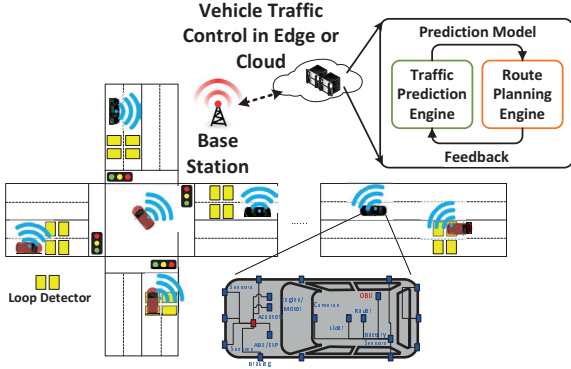 Vehicle Traffic
Control in Edge or
Cloud
Prediction Model
Traffic
Prediction
Engine
Route
Planning
Engine
Feedback
Base
Station
......
Loop Detector
Sensors
Engine/
Motor
Cameras
OBU
Radar
Lidar
Battery
Sensors
ABS/ESP
Sensors
Braking